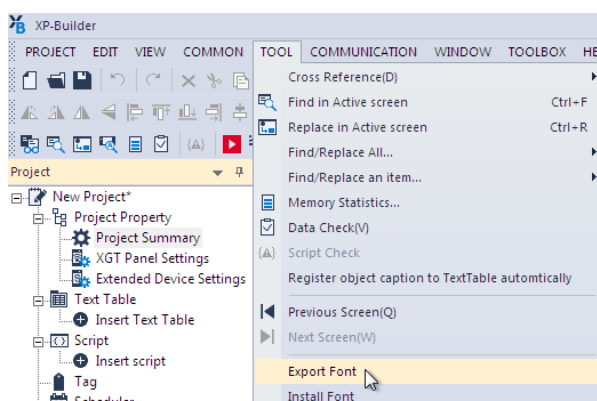 XP-Builder
PROJECT EDIT VIEW COMMON TOOL COMMUNICATION WINDOW TOOLBOX HE
Cross Reference(D)
Find in Active screen Ctrl+F
Replace in Active screen Ctrl+R
Find/Replace All...
Find/Replace an item...
Memory Statistics...
Data Check(V)
(A) Script Check
Register object caption to TextTable automtically
Previous Screen(Q)
Next Screen(W)
Export Font
Install Font
(A)
Project
New Project*
Project Property
Project Summary
XGT Panel Settings
Extended Device Settings
Text Table
Insert Text Table
Script
Insert script
Tag
Scheduler